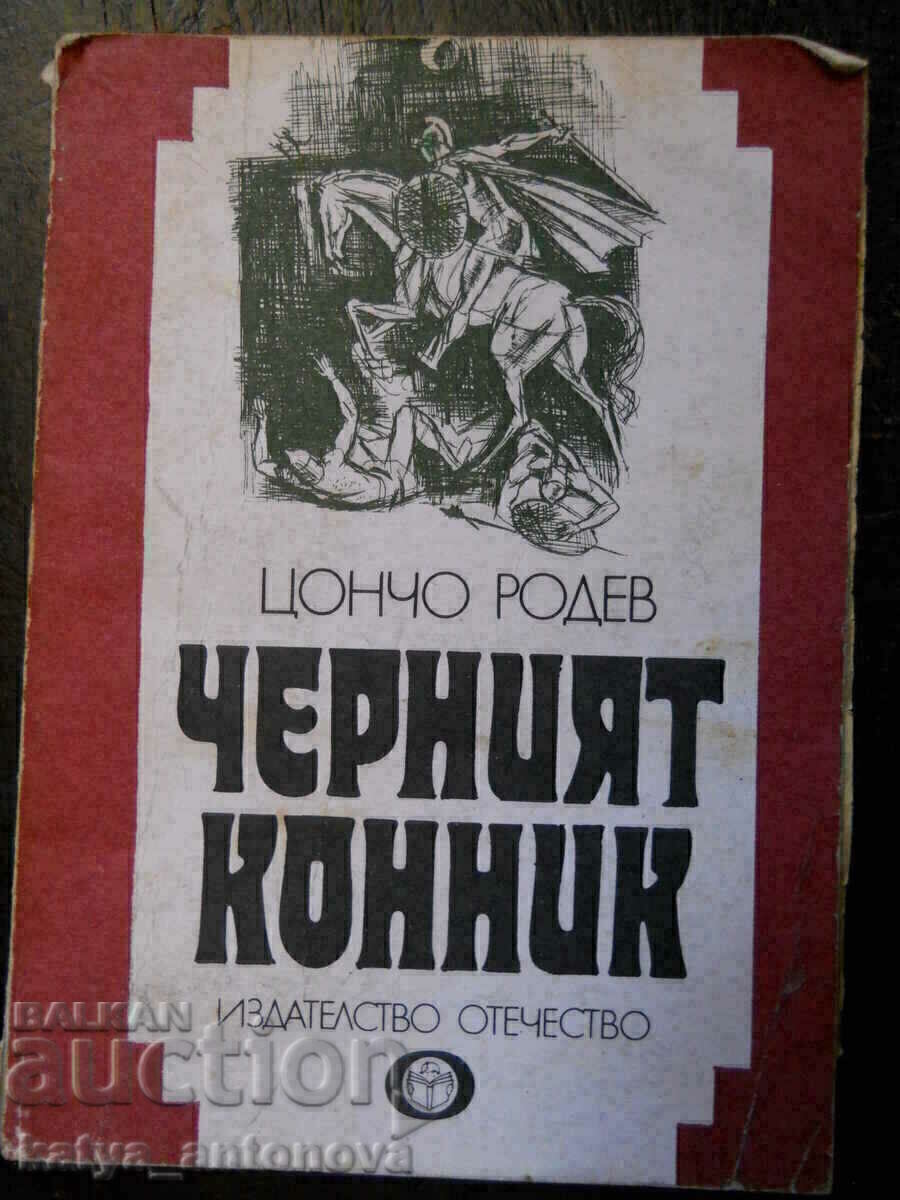 ЦОНЧО РОДЕВ
ЧЕРНИЯТ
КОННИК
ИЗДАТЕЛСТВО ОТЕЧЕСТВО
BALKAN
auction
katya_antonova